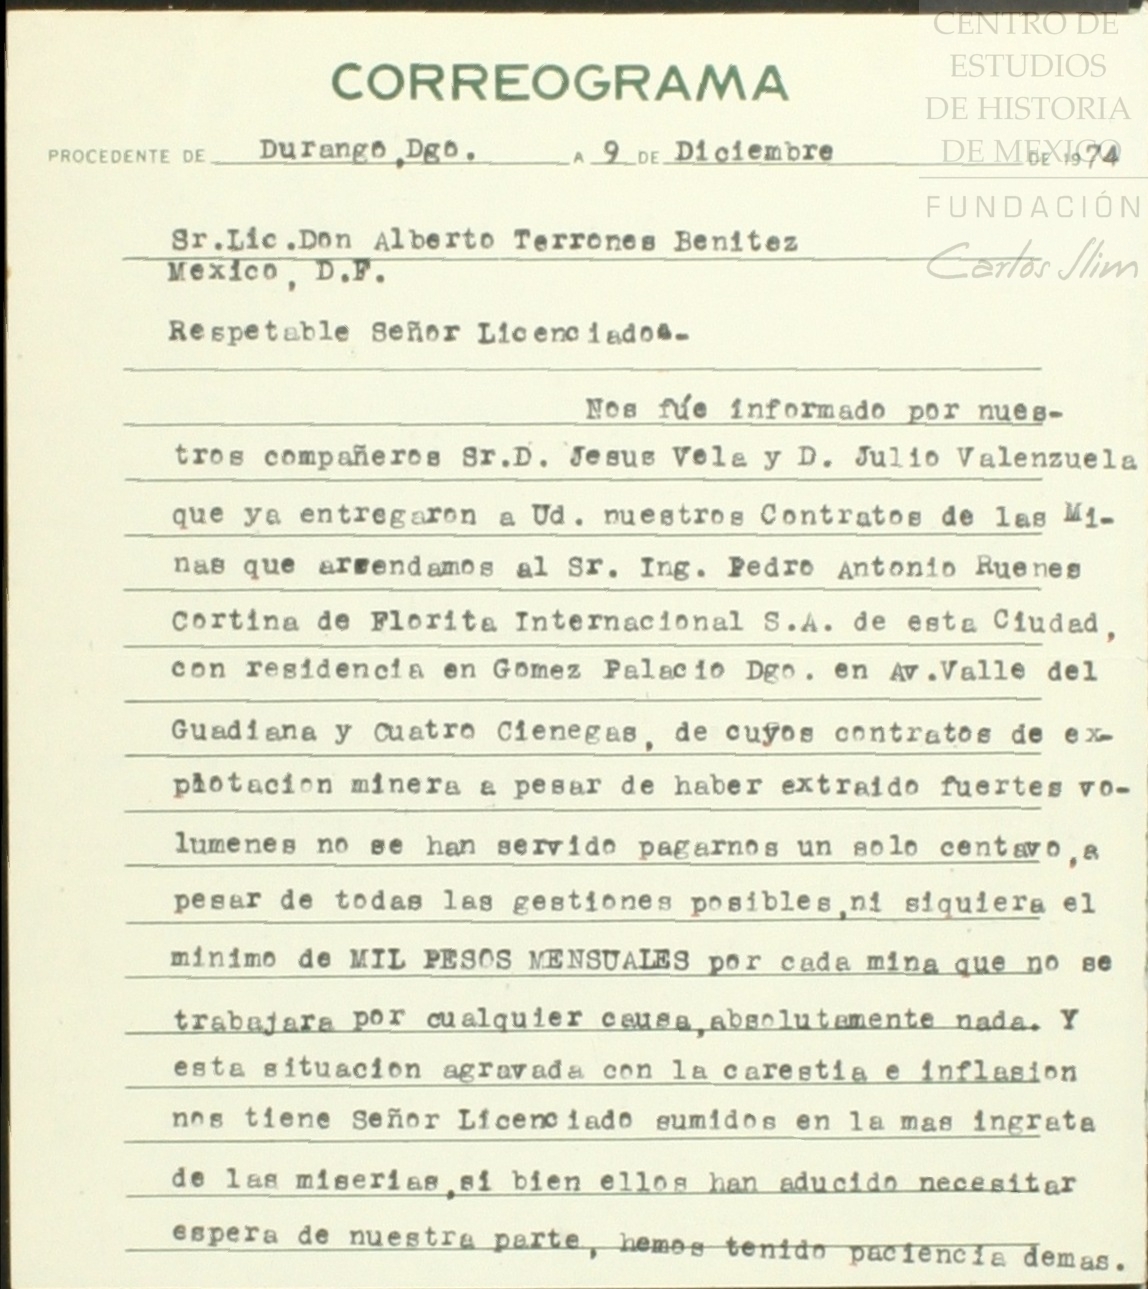 CENTRO DE
ESTUDIOS
DE HISTORIA
DE MEXICO
FUNDACIÓN
Carlos Slim
CORREOGRAMA
PROCEDENTE DE Durango,Dgo. A 9 DE Diciembre DE 1974
Sr.Lic.Don Alberto Terrones Benitez
Mexico, D.F.
Respetable Señor Licenciado.-
Nos fúe informado por nues-
tros compañeros Sr.D. Jesus Vela y D. Julio Valenzuela
que ya entregaron a Ud. nuestros Contratos de las Mi-
nas que arrendamos al Sr. Ing. Pedro Antonio Ruenes
Cortina de Florita Internacional S.A. de esta Ciudad,
con residencia en Gomez Palacio Dgo. en Av.Valle del
Guadiana y Cuatro Cienegas, de cuyos contratos de ex-
plotacion minera a pesar de haber extraido fuertes vo-
lumenes no se han servido pagarnos un solo centavo,a
pesar de todas las gestiones posibles,ni siquiera el
minimo de MIL PESOS MENSUALES por cada mina que no se
trabajara por cualquier causa,absolutamente nada. Y
esta situacion agravada con la carestia e inflasion
nos tiene Señor Licenciado sumidos en la mas ingrata
de las miserias,si bien ellos han aducido necesitar
espera de nuestra parte, hemos tenido paciencia demas.